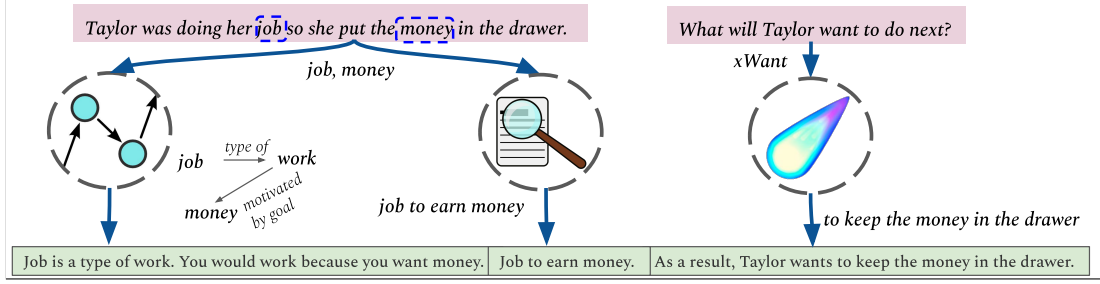 Taylor was doing her job so she put the money in the drawer.
What will Taylor want to do next?
job, money
xWant
job
type of
work
money
motivated
by goal
job to earn money
to keep the money in the drawer
Job is a type of work. You would work because you want money.
Job to earn money.
As a result, Taylor wants to keep the money in the drawer.